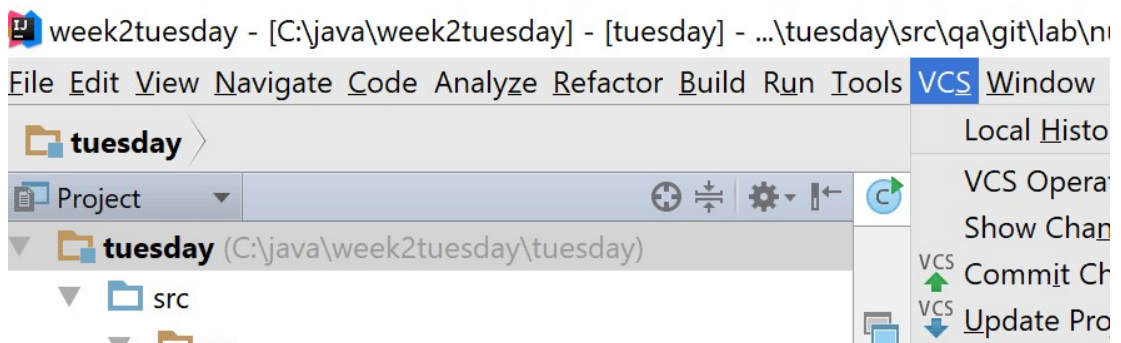 week2tuesday - [C:\java\week2tuesday] - [tuesday] - ...\tuesday\src\qa\git\lab\nu
File Edit View Navigate Code Analyze Refactor Build Run Tools VCS Window
tuesday
Local Histo
Project
VCS Opera
Show Chan
tuesday (C:\java\week2tuesday\tuesday)
VCS Commit Ch
src
VCS Update Pro